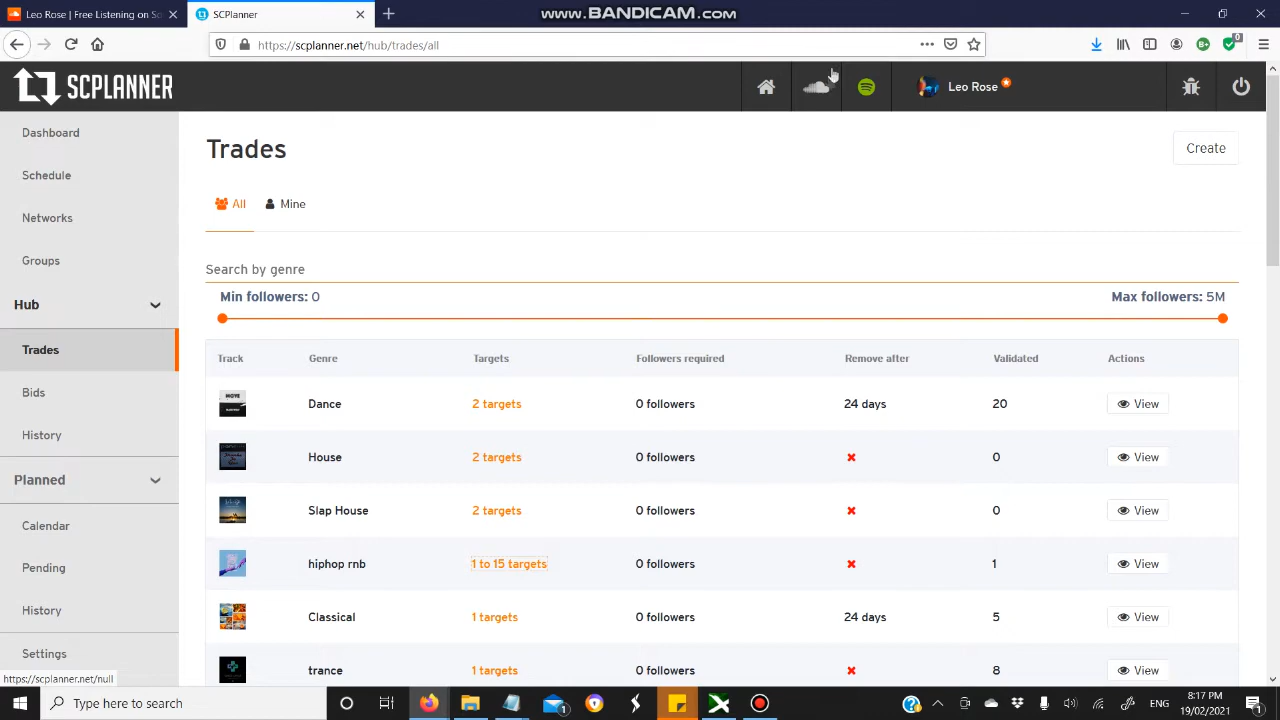 Leo Rose | Free Listening on So
SCPlanner
www.BANDICAM.com
https://scplanner.net/hub/trades/all
SCPLANNER
Leo Rose
Dashboard
Schedule
Networks
Groups
Hub
Trades
Bids
History
Planned
Calendar
Pending
History
Settings
Trades
Create
All
Mine
Search by genre
Min followers: 0
Max followers: 5M
Track Genre Targets Followers required Remove after Validated Actions
Dance 2 targets 0 followers 24 days 20 View
House 2 targets 0 followers 0 View
Slap House 2 targets 0 followers 0 View
hiphop rnb 1 to 15 targets 0 followers 1 View
Classical 1 targets 0 followers 24 days 5 View
trance 1 targets 0 followers 8 View
https://scplanner.net/null
Type here to search
ENG
8:17 PM
19/02/2021